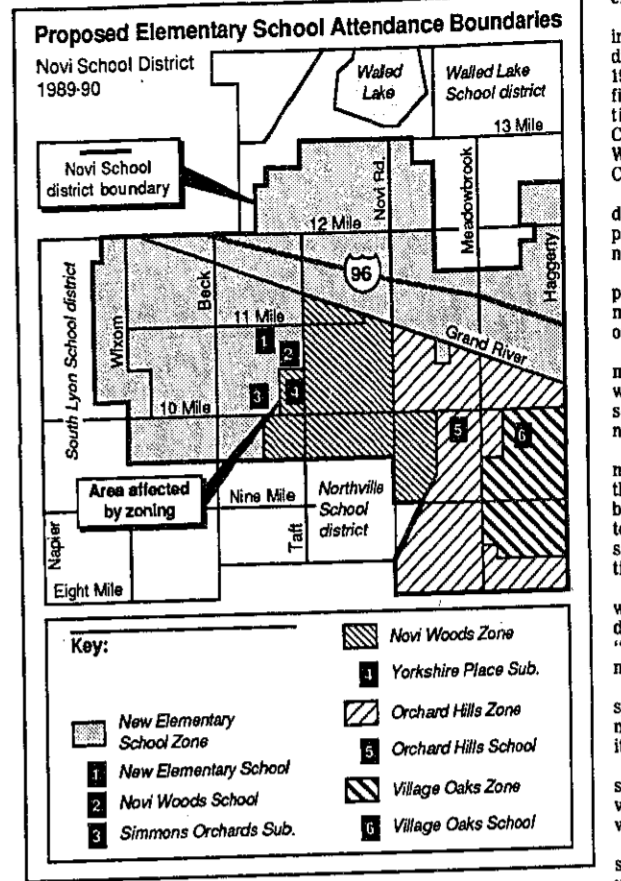 Proposed Elementary School Attendance Boundaries
Novi School District
1989-90
Walled
Lake
Walled Lake
School district
13 Mile
Novi School
district boundary
Novi Rd.
Meadowbrook
12 Mile
Haggerty
96
South Lyon School district
Wixom
Beck
11 Mile
Grand River
1
2
3
4
10 Mile
5
6
Area affected
by zoning
Nine Mile
Northville
School
district
Napier
Taft
Eight Mile
Key:
New Elementary
School Zone
1 New Elementary School
2 Novi Woods School
3 Simmons Orchards Sub.
Novi Woods Zone
4 Yorkshire Place Sub.
Orchard Hills Zone
5 Orchard Hills School
Village Oaks Zone
6 Village Oaks School